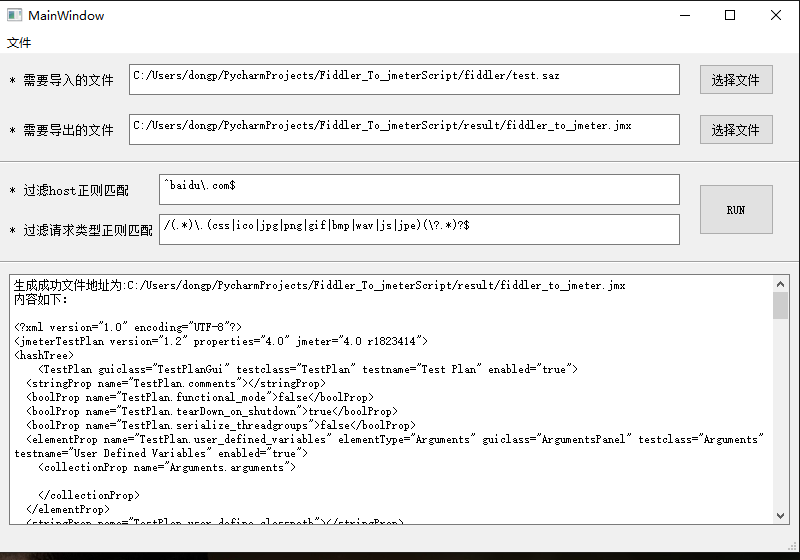 MainWindow
文件
* 需要导入的文件 C:/Users/dongp/PycharmProjects/Fiddler_To_jmeterScript/fiddler/test.saz 选择文件
* 需要导出的文件 C:/Users/dongp/PycharmProjects/Fiddler_To_jmeterScript/result/fiddler_to_jmeter.jmx 选择文件
* 过滤host正则匹配 ^baidu\.com$
RUN
* 过滤请求类型正则匹配 /(.*)\.(css|ico|jpg|png|gif|bmp|wav|js|jpe)(\?.*)?$
生成成功文件地址为:C:/Users/dongp/PycharmProjects/Fiddler_To_jmeterScript/result/fiddler_to_jmeter.jmx
内容如下:
<?xml version="1.0" encoding="UTF-8"?>
<jmeterTestPlan version="1.2" properties="4.0" jmeter="4.0 r1823414">
<hashTree>
<TestPlan guiclass="TestPlanGui" testclass="TestPlan" testname="Test Plan" enabled="true">
<stringProp name="TestPlan.comments"></stringProp>
<boolProp name="TestPlan.functional_mode">false</boolProp>
<boolProp name="TestPlan.tearDown_on_shutdown">true</boolProp>
<boolProp name="TestPlan.serialize_threadgroups">false</boolProp>
<elementProp name="TestPlan.user_defined_variables" elementType="Arguments" guiclass="ArgumentsPanel" testclass="Arguments"
testname="User Defined Variables" enabled="true">
<collectionProp name="Arguments.arguments">
</collectionProp>
</elementProp>
<stringProp name="TestPlan.user_define_classpath"></stringProp>